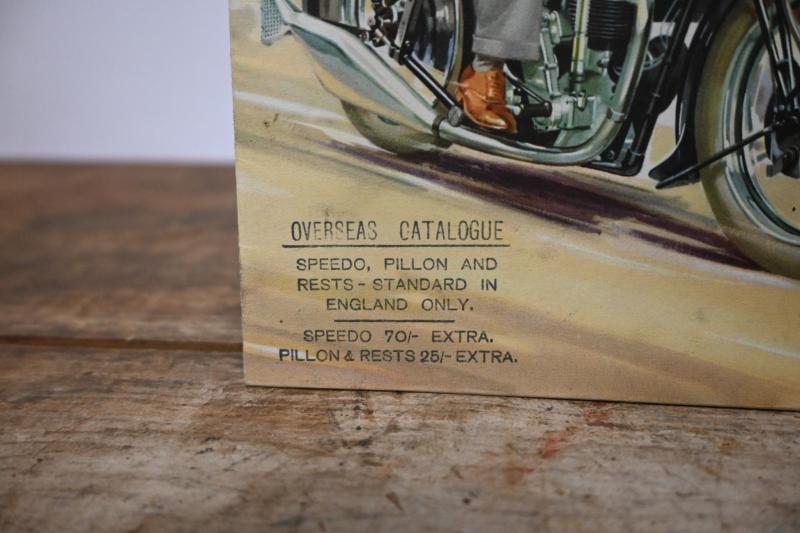 OVERSEAS CATALOGUE
SPEEDO, PILLON AND
RESTS - STANDARD IN
ENGLAND ONLY.
SPEEDO 70/- EXTRA.
PILLON & RESTS 25/- EXTRA.